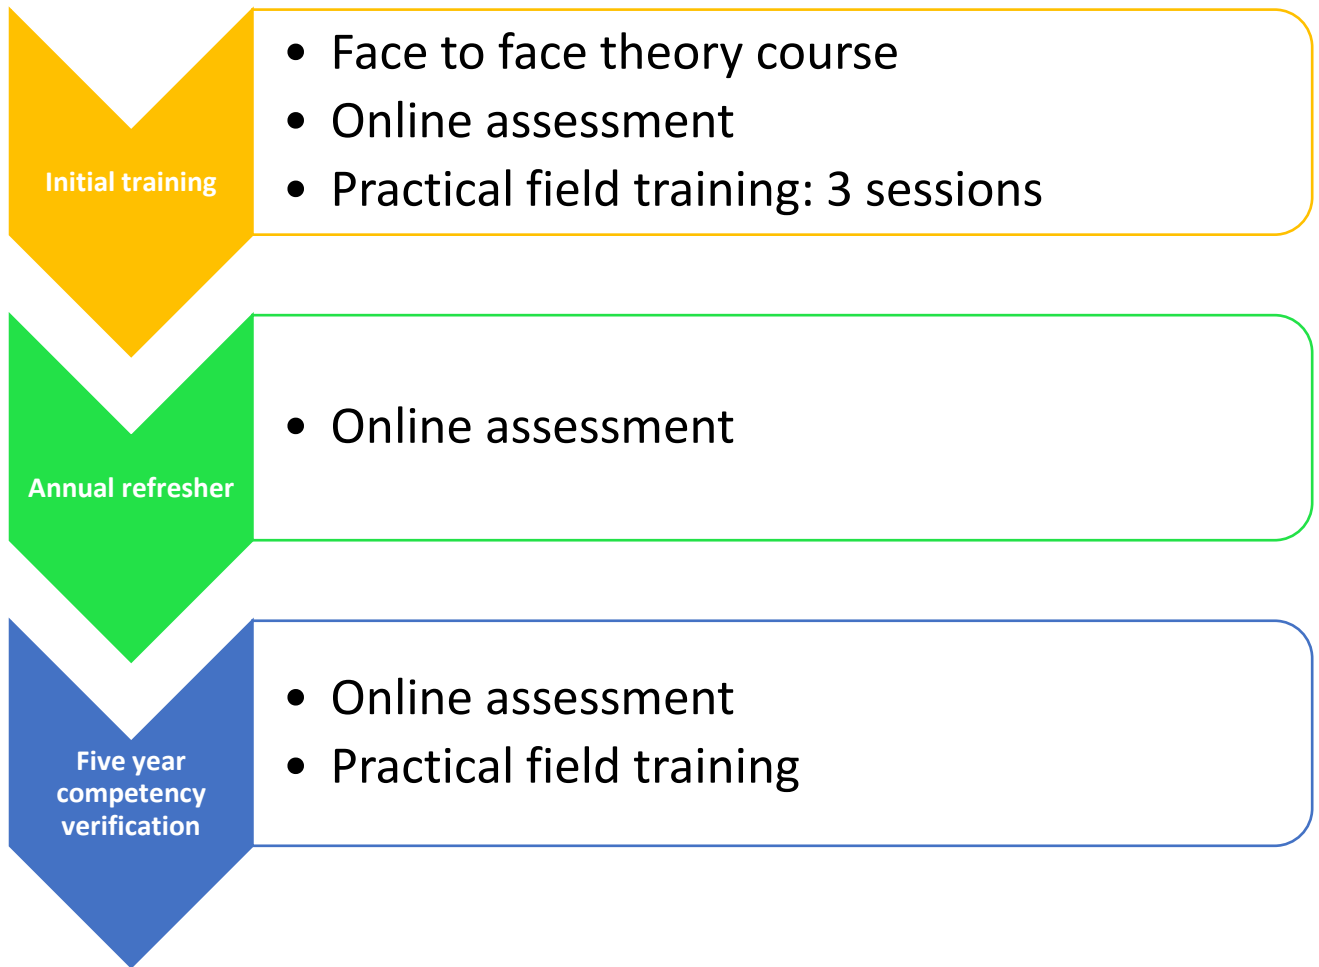 Initial training
• Face to face theory course
• Online assessment
• Practical field training: 3 sessions
Annual refresher
• Online assessment
Five year
competency
verification
• Online assessment
• Practical field training